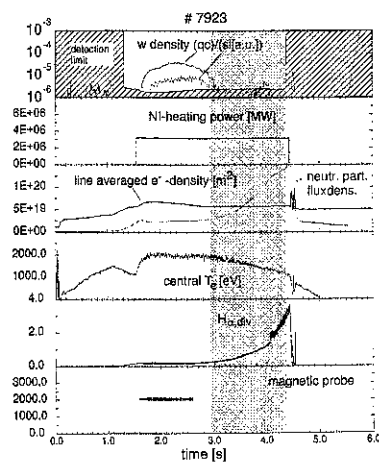 # 7923
10-3
10-4
10-5
10-6
detection
limit
w density (qc)/(sl[a.u.])
6E+06
4E+06
2E+06
0E+00
NI-heating power [MW]
1E+20
5E+19
0E+00
line averaged e- -density [m2]
neutr. part.
fluxdens.
2000.0
1000.0
4.0
central Te [eV]
2.0
0.0
Hα,div
3000.0
2000.0
1000.0
0.0
magnetic probe
0.0 1.0 2.0 3.0 4.0 5.0 6.0
time [s]